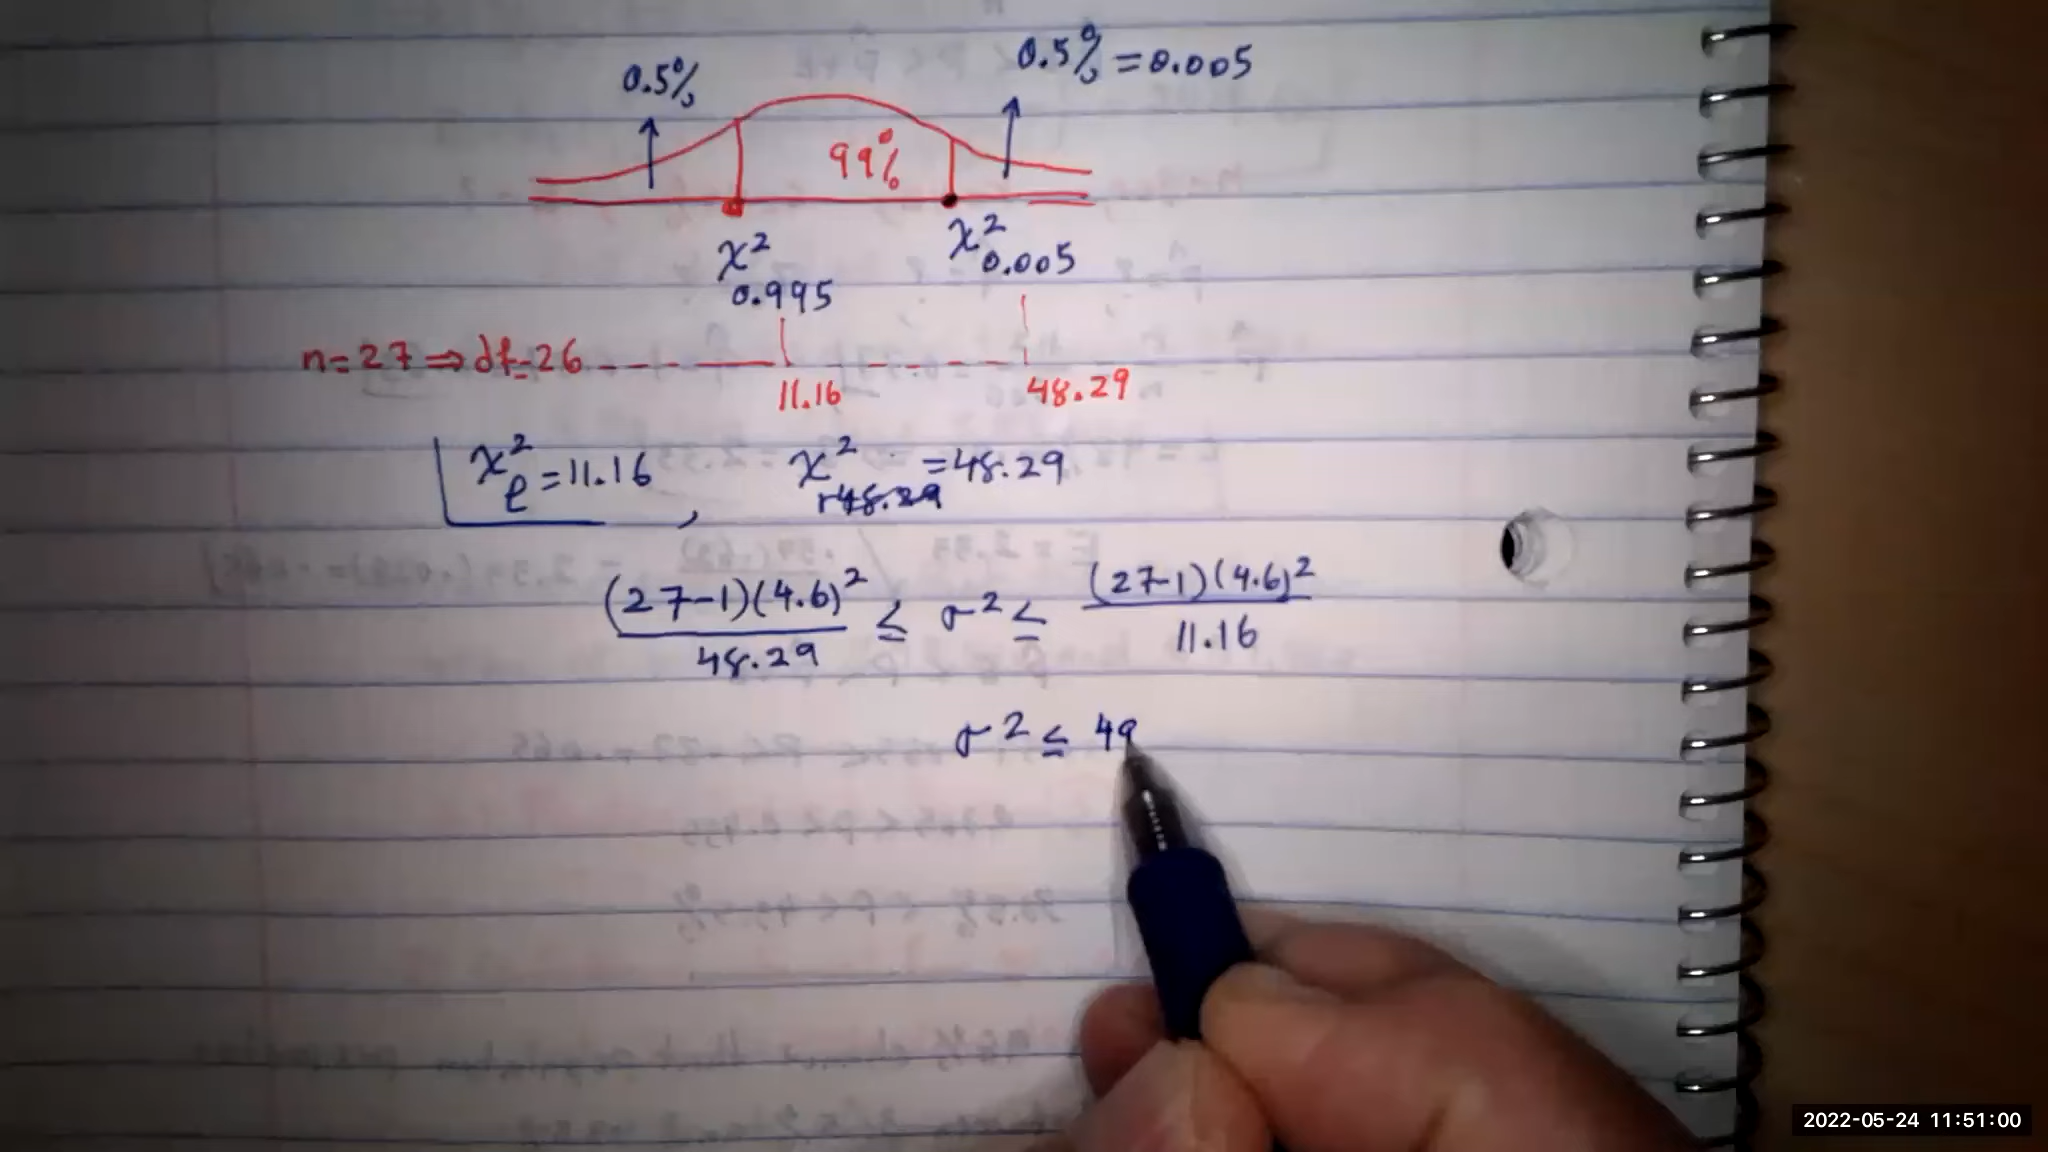 0.5% 0.5% = 0.005
99%
χ² 0.995 χ² 0.005
n = 27 ⇒ df = 26
11.16 48.29
χ²ℓ = 11.16 , χ²r = 48.29
(27-1)(4.6)² / 48.29 ≤ σ² ≤ (27-1)(4.6)² / 11.16
σ² ≤ 49
2022-05-24 11:51:00